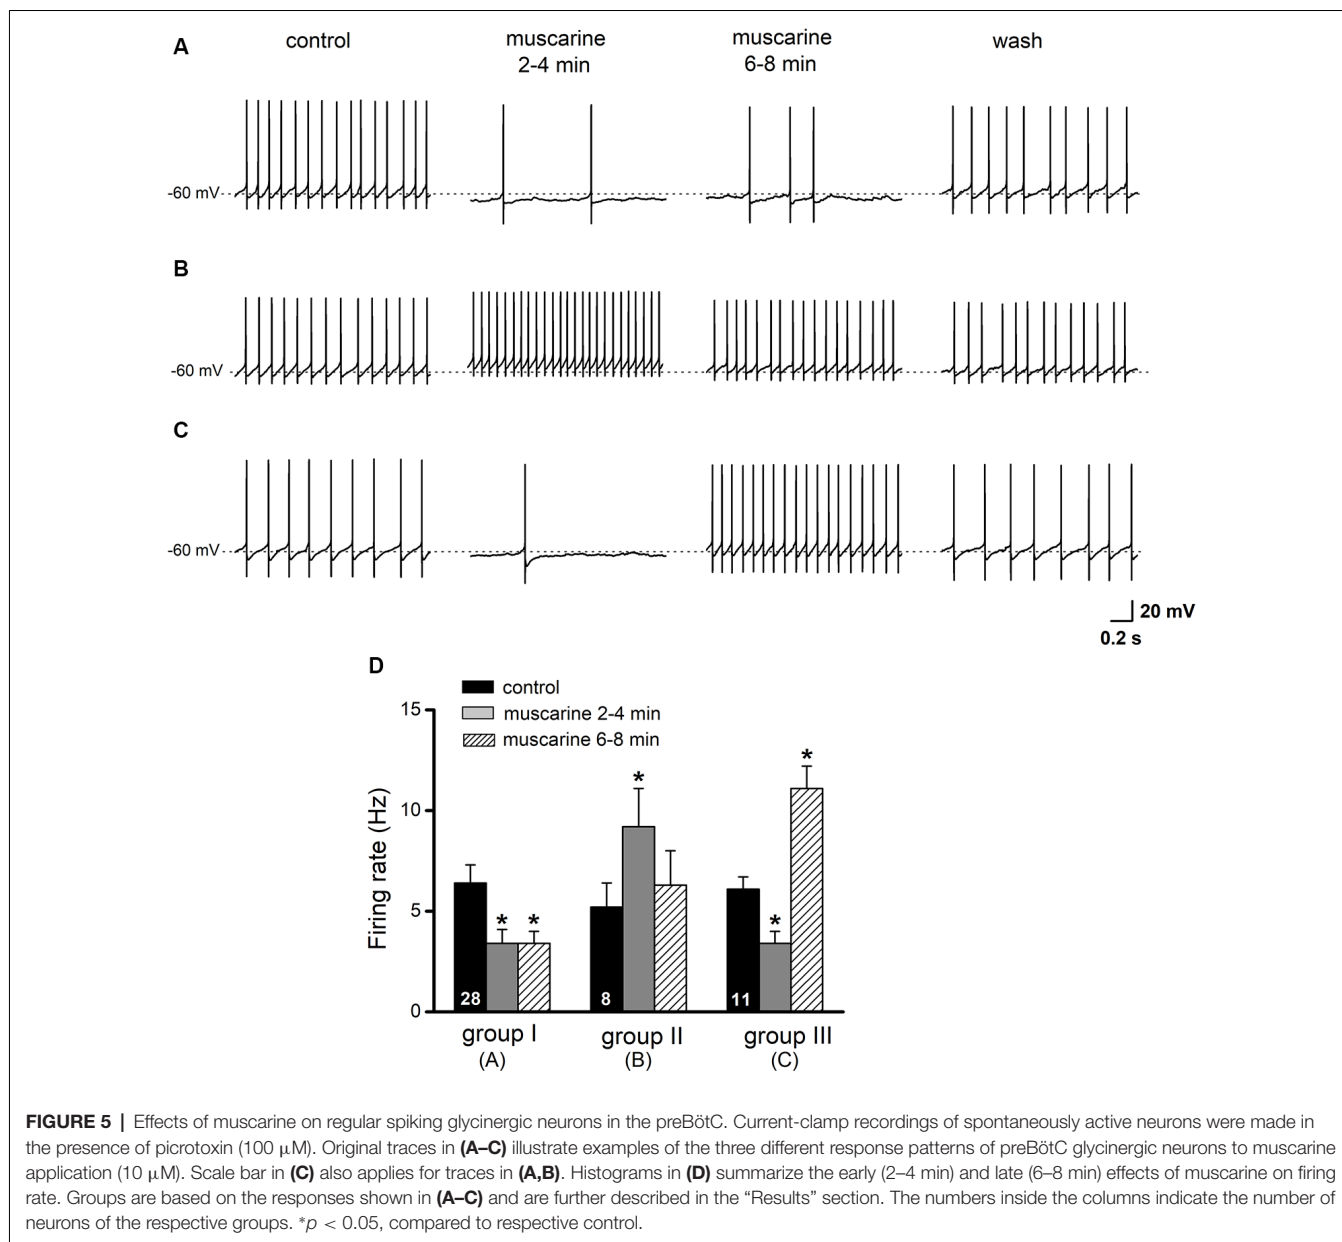 A
control
muscarine
2-4 min
muscarine
6-8 min
wash
-60 mV
B
-60 mV
C
-60 mV
20 mV
0.2 s
D
control
muscarine 2-4 min
muscarine 6-8 min
15
10
5
0
Firing rate (Hz)
* * * * *
28 8 11
group I group II group III
(A) (B) (C)
FIGURE 5 | Effects of muscarine on regular spiking glycinergic neurons in the preBötC. Current-clamp recordings of spontaneously active neurons were made in
the presence of picrotoxin (100 μM). Original traces in (A–C) illustrate examples of the three different response patterns of preBötC glycinergic neurons to muscarine
application (10 μM). Scale bar in (C) also applies for traces in (A,B). Histograms in (D) summarize the early (2–4 min) and late (6–8 min) effects of muscarine on firing
rate. Groups are based on the responses shown in (A–C) and are further described in the “Results” section. The numbers inside the columns indicate the number of
neurons of the respective groups. *p < 0.05, compared to respective control.